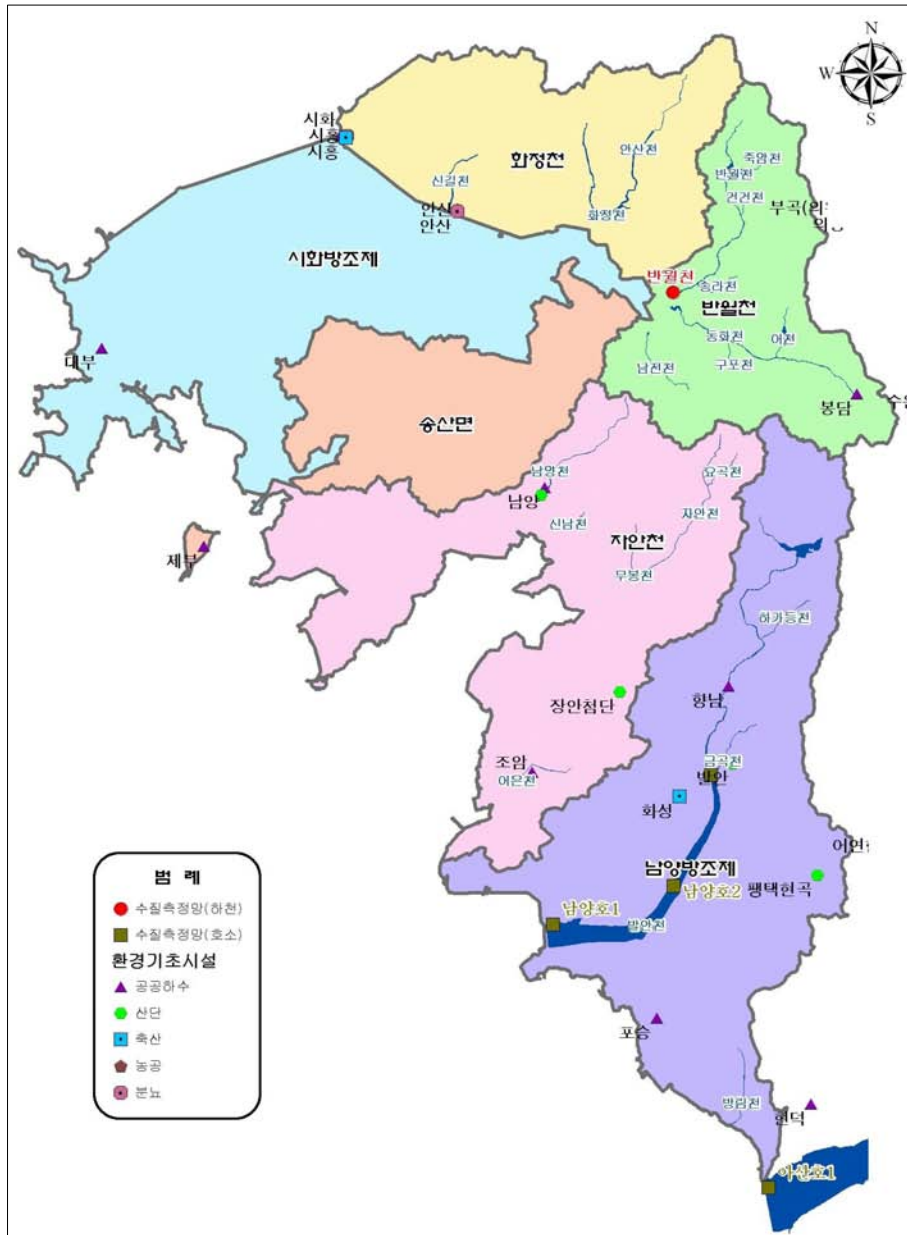 N
W
E
S
시화
시흥
시흥
화정천
안산천
신길천
화정천
안산
안산
죽암천
반월천
건건천
부곡(의
시화방조제
반월천
송라천
반월천
동화천
어천
구포천
남전천
대부
봉담
수원
송산면
남양천
남양
신남천
요곡천
자안천
자안천
무봉천
제부
하가등천
향남
장안첨단
조암
어은천
금곡천
발안
화성
어연
남양방조제
남양호2
평택현곡
남양호1
발안천
포승
방림천
현덕
아산호1
범 례
수질측정망(하천)
수질측정망(호소)
환경기초시설
공공하수
산단
축산
농공
분뇨